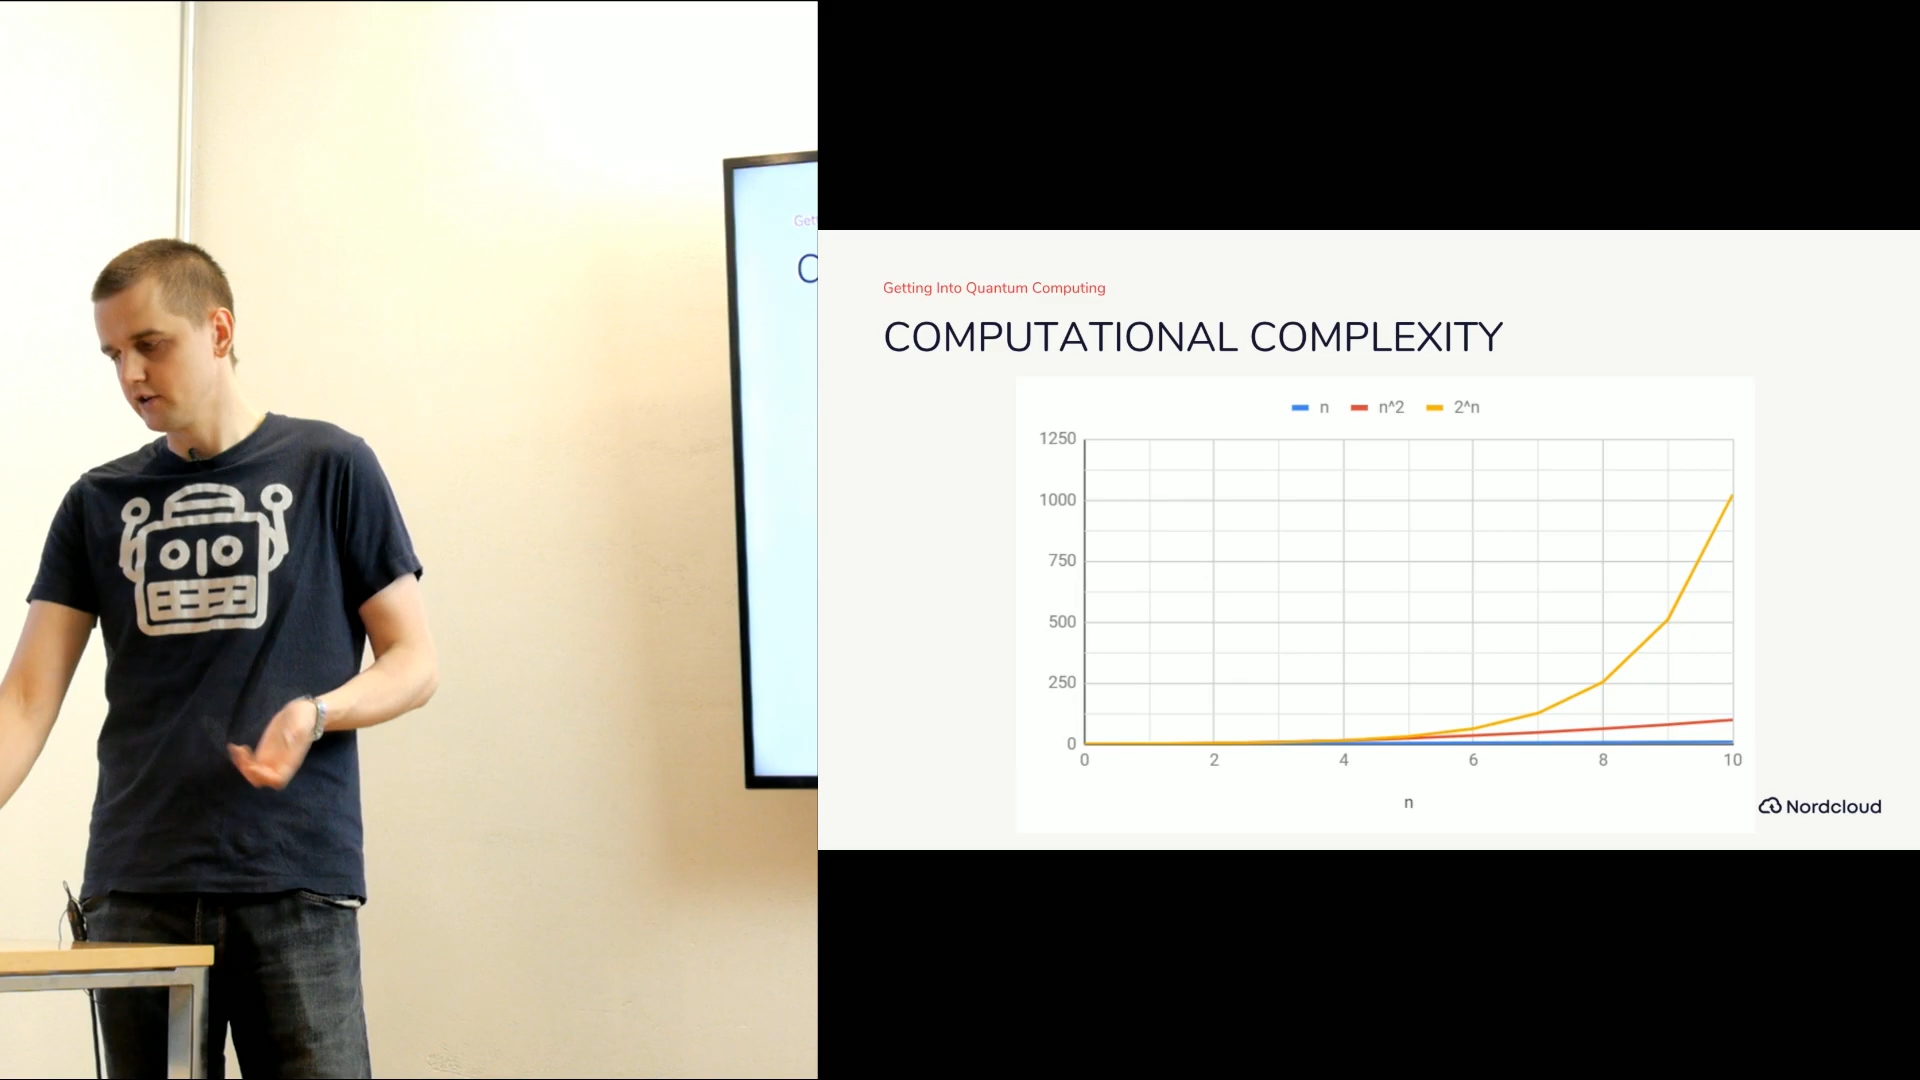 Get
C
Getting Into Quantum Computing
COMPUTATIONAL COMPLEXITY
n n^2 2^n
1250
1000
750
500
250
0
0 2 4 6 8 10
n
Nordcloud